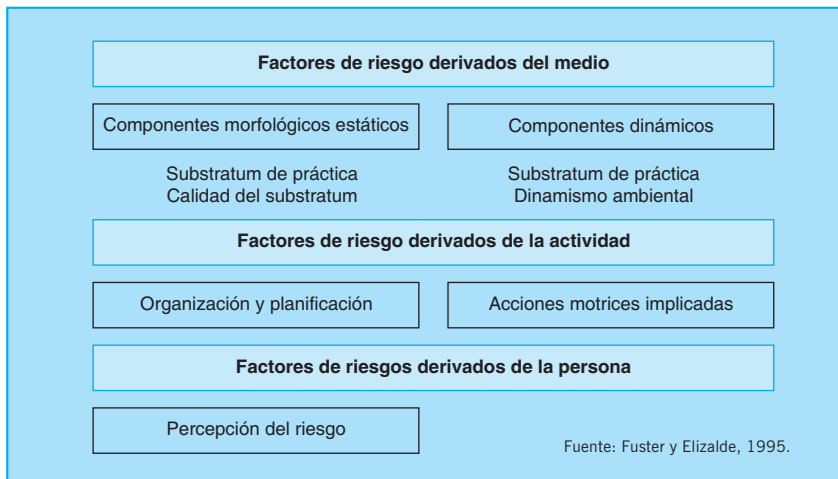 Factores de riesgo derivados del medio
Componentes morfológicos estáticos
Componentes dinámicos
Substratum de práctica
Calidad del substratum
Substratum de práctica
Dinamismo ambiental
Factores de riesgo derivados de la actividad
Organización y planificación
Acciones motrices implicadas
Factores de riesgos derivados de la persona
Percepción del riesgo
Fuente: Fuster y Elizalde, 1995.